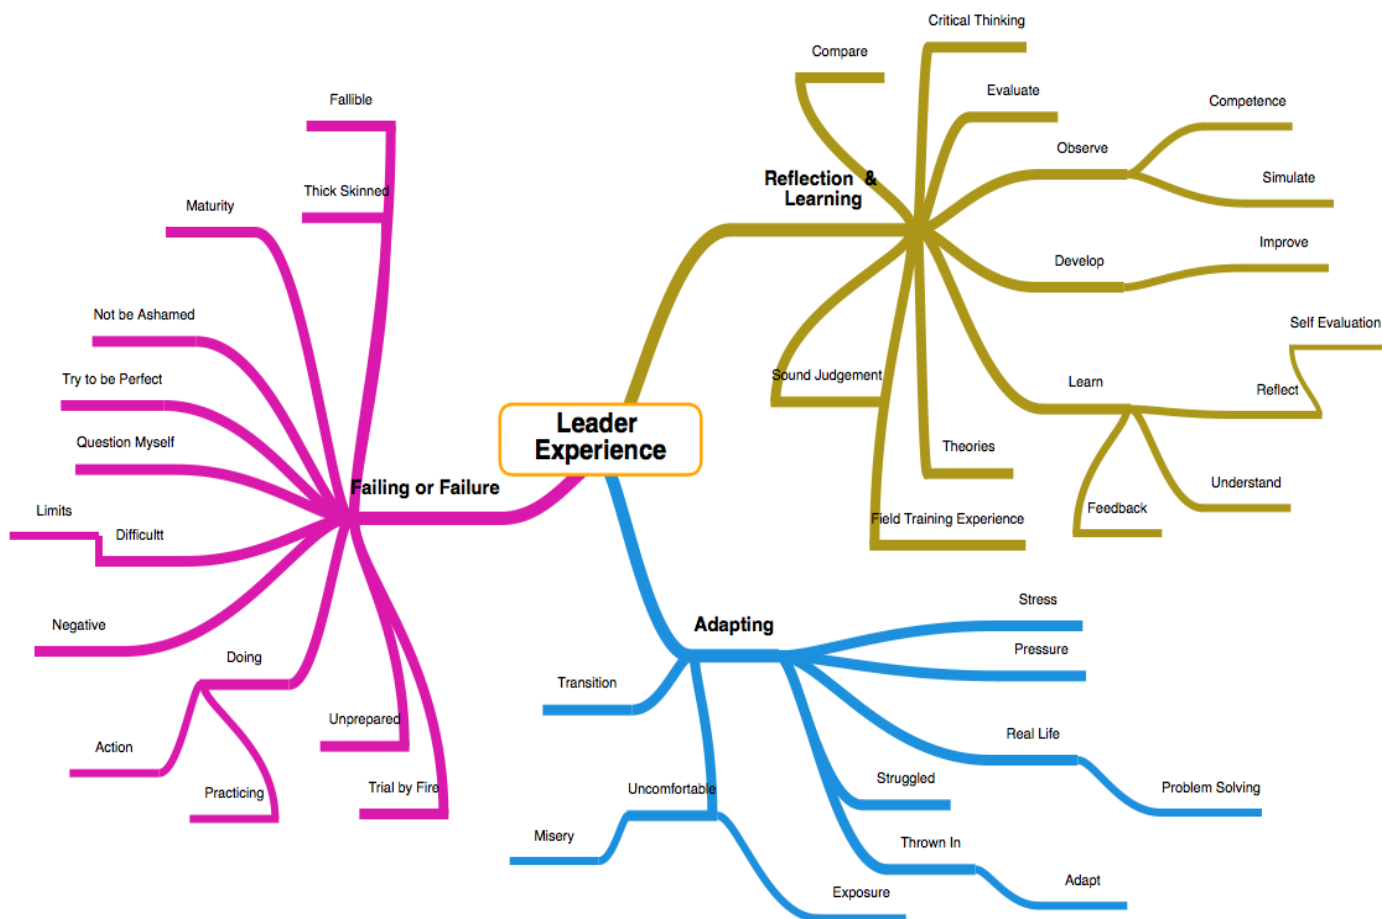 Critical Thinking
Compare
Evaluate
Fallible
Competence
Observe
Reflection &
Learning
Simulate
Thick Skinned
Maturity
Improve
Develop
Not be Ashamed
Self Evaluation
Try to be Perfect
Sound Judgement
Learn
Reflect
Leader
Experience
Question Myself
Theories
Failing or Failure
Understand
Feedback
Limits
Difficultt
Field Training Experience
Stress
Negative
Adapting
Pressure
Doing
Transition
Unprepared
Real Life
Action
Struggled
Problem Solving
Practicing
Trial by Fire
Uncomfortable
Misery
Thrown In
Adapt
Exposure